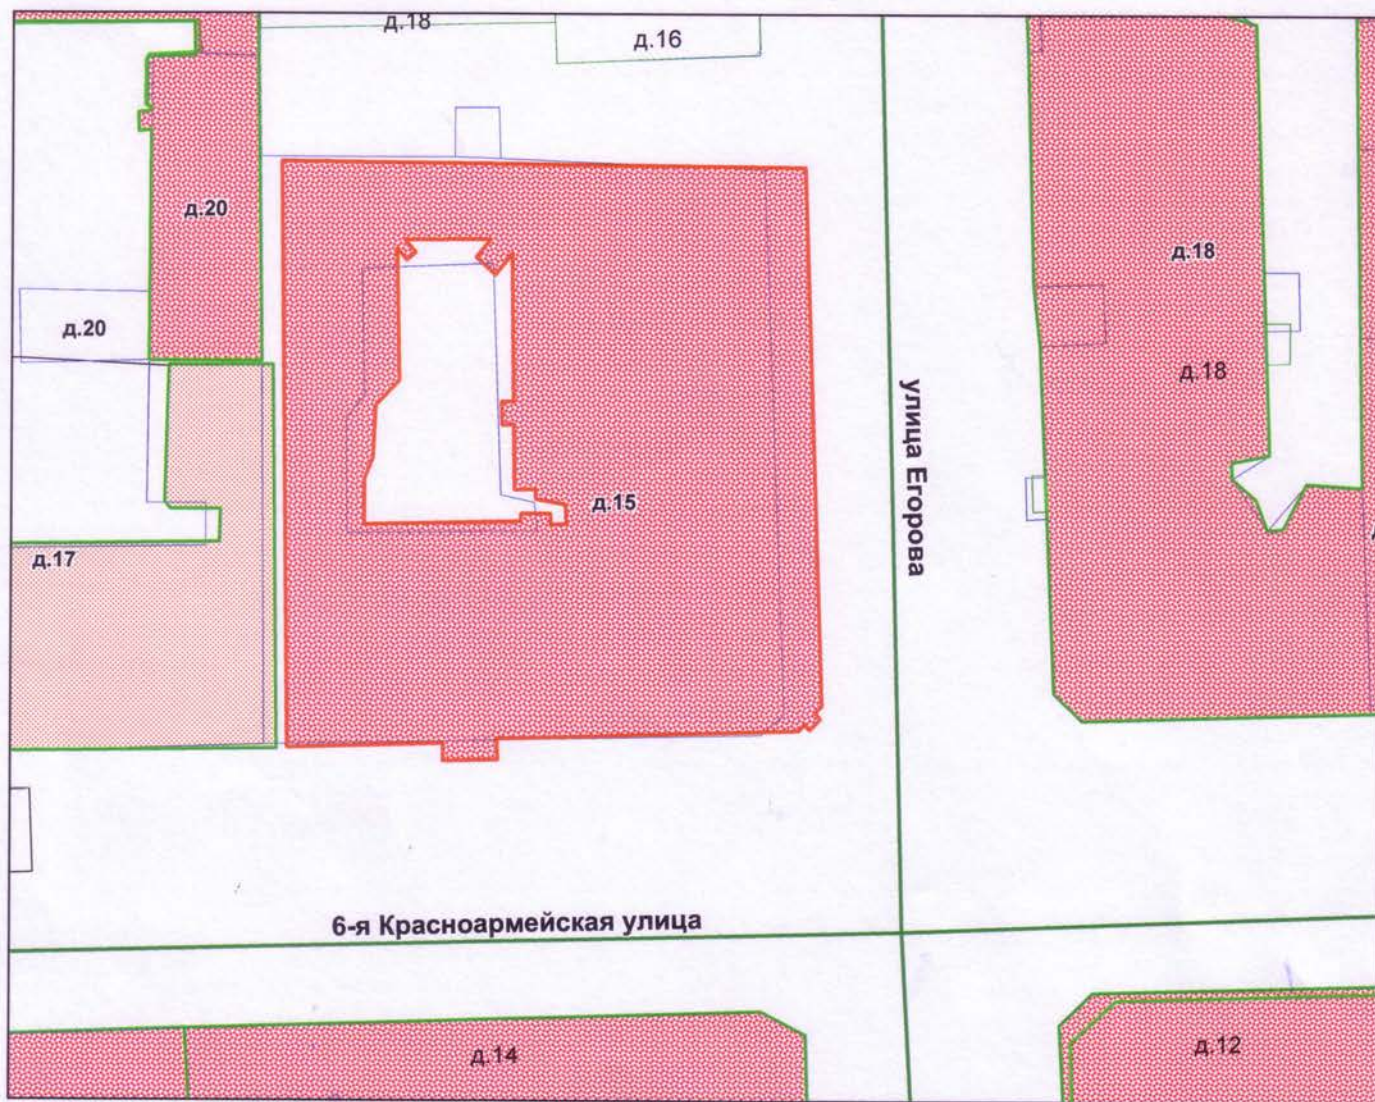 д.18
д.16
д.20
д.18
д.20
д.18
улица Егорова
д.15
д.17
6-я Красноармейская улица
д.14
д.12